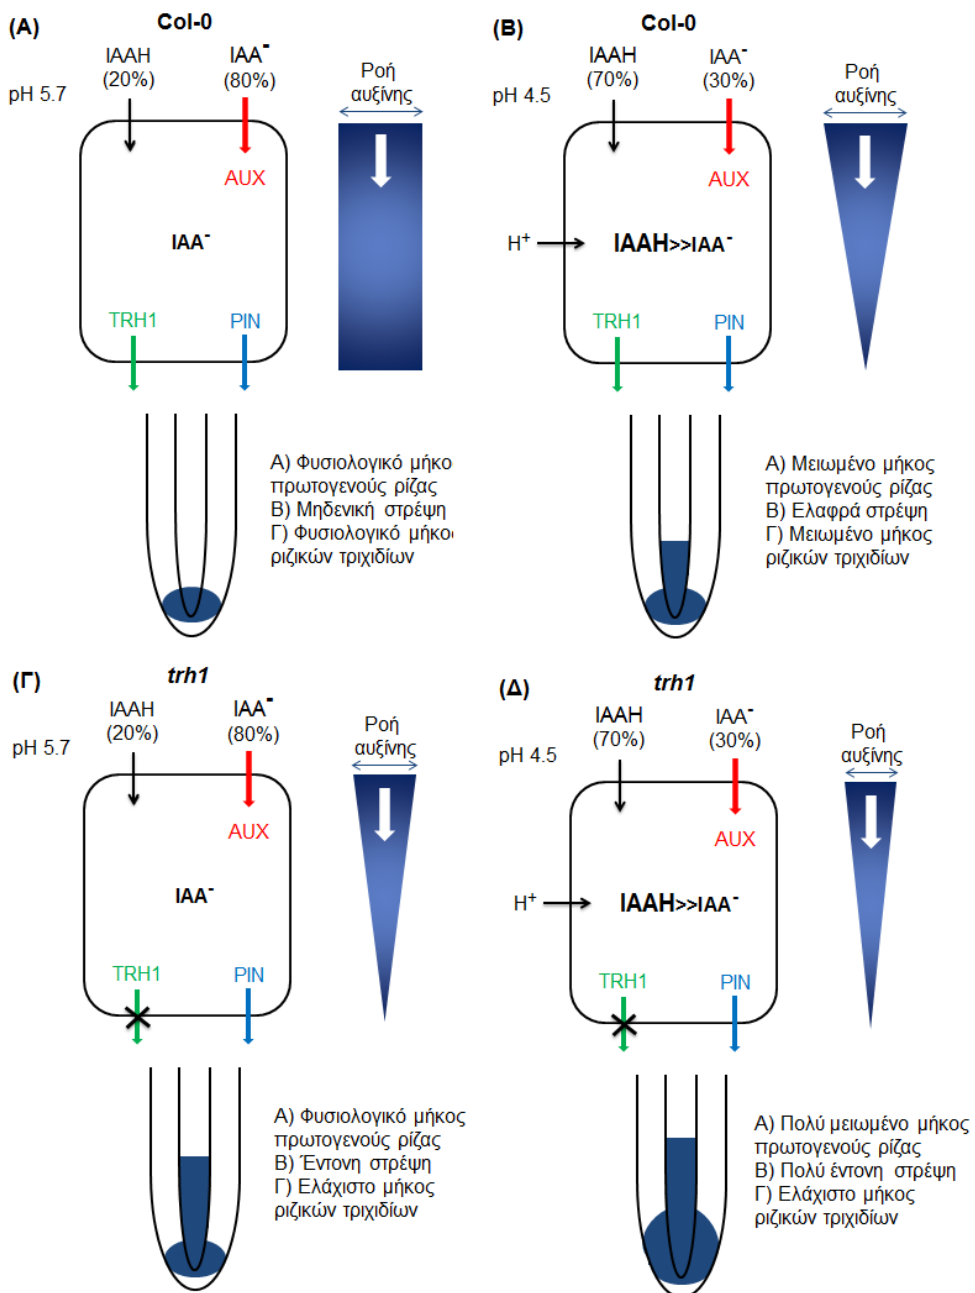 (Α)
Col-0
IAAH
(20%)
IAA⁻
(80%)
pH 5.7
Ροή
αυξίνης
AUX
IAA⁻
TRH1
PIN
Α) Φυσιολογικό μήκο
πρωτογενούς ρίζας
Β) Μηδενική στρέψη
Γ) Φυσιολογικό μήκος
ριζικών τριχιδίων
(Β)
Col-0
IAAH
(70%)
IAA⁻
(30%)
pH 4.5
Ροή
αυξίνης
AUX
H⁺
IAAH>>IAA⁻
TRH1
PIN
Α) Μειωμένο μήκος
πρωτογενούς ρίζας
Β) Ελαφρά στρέψη
Γ) Μειωμένο μήκος
ριζικών τριχιδίων
(Γ)
trh1
IAAH
(20%)
IAA⁻
(80%)
pH 5.7
Ροή
αυξίνης
AUX
IAA⁻
TRH1
PIN
Α) Φυσιολογικό μήκος
πρωτογενούς ρίζας
Β) Έντονη στρέψη
Γ) Ελάχιστο μήκος
ριζικών τριχιδίων
(Δ)
trh1
IAAH
(70%)
IAA⁻
(30%)
pH 4.5
Ροή
αυξίνης
AUX
H⁺
IAAH>>IAA⁻
TRH1
PIN
Α) Πολύ μειωμένο μήκος
πρωτογενούς ρίζας
Β) Πολύ έντονη στρέψη
Γ) Ελάχιστο μήκος
ριζικών τριχιδίων